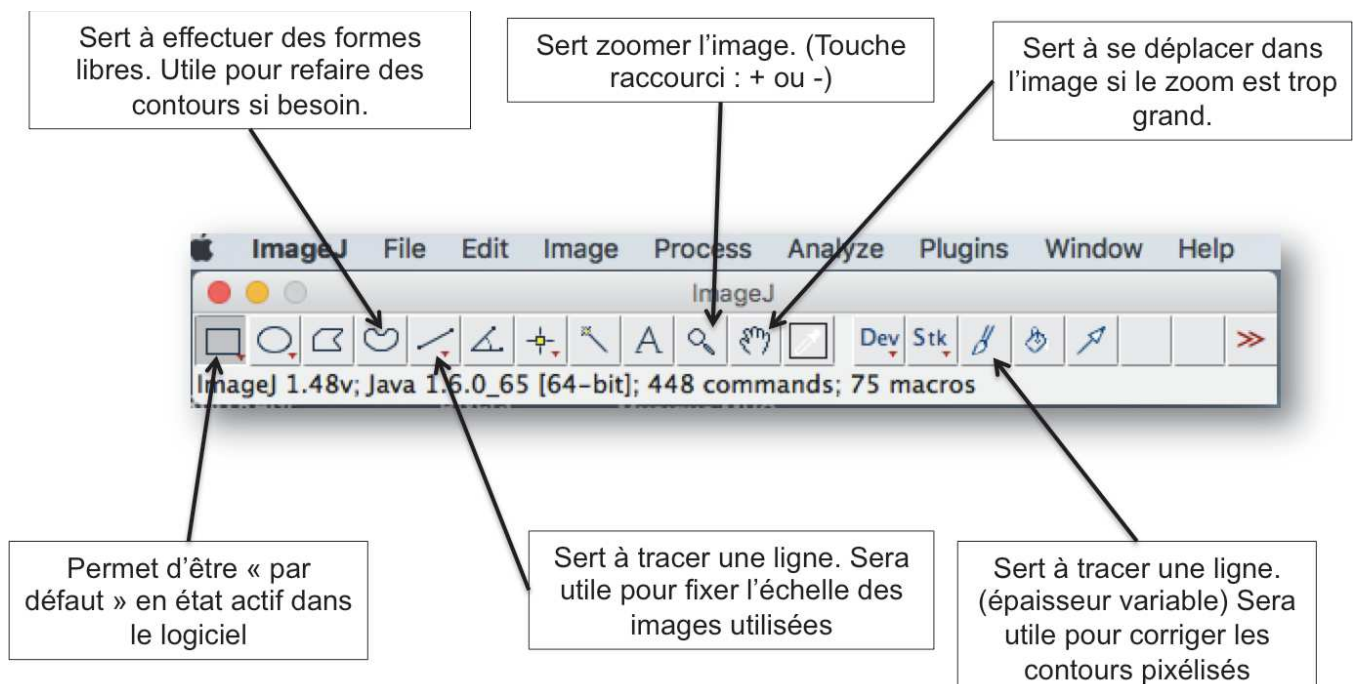 Sert à effectuer des formes
libres. Utile pour refaire des
contours si besoin.
Sert zoomer l'image. (Touche
raccourci : + ou -)
Sert à se déplacer dans
l'image si le zoom est trop
grand.
ImageJ File Edit Image Process Analyze Plugins Window Help
ImageJ
A Dev Stk >>
ImageJ 1.48v; Java 1.6.0_65 [64-bit]; 448 commands; 75 macros
Permet d'être « par
défaut » en état actif dans
le logiciel
Sert à tracer une ligne. Sera
utile pour fixer l'échelle des
images utilisées
Sert à tracer une ligne.
(épaisseur variable) Sera
utile pour corriger les
contours pixélisés